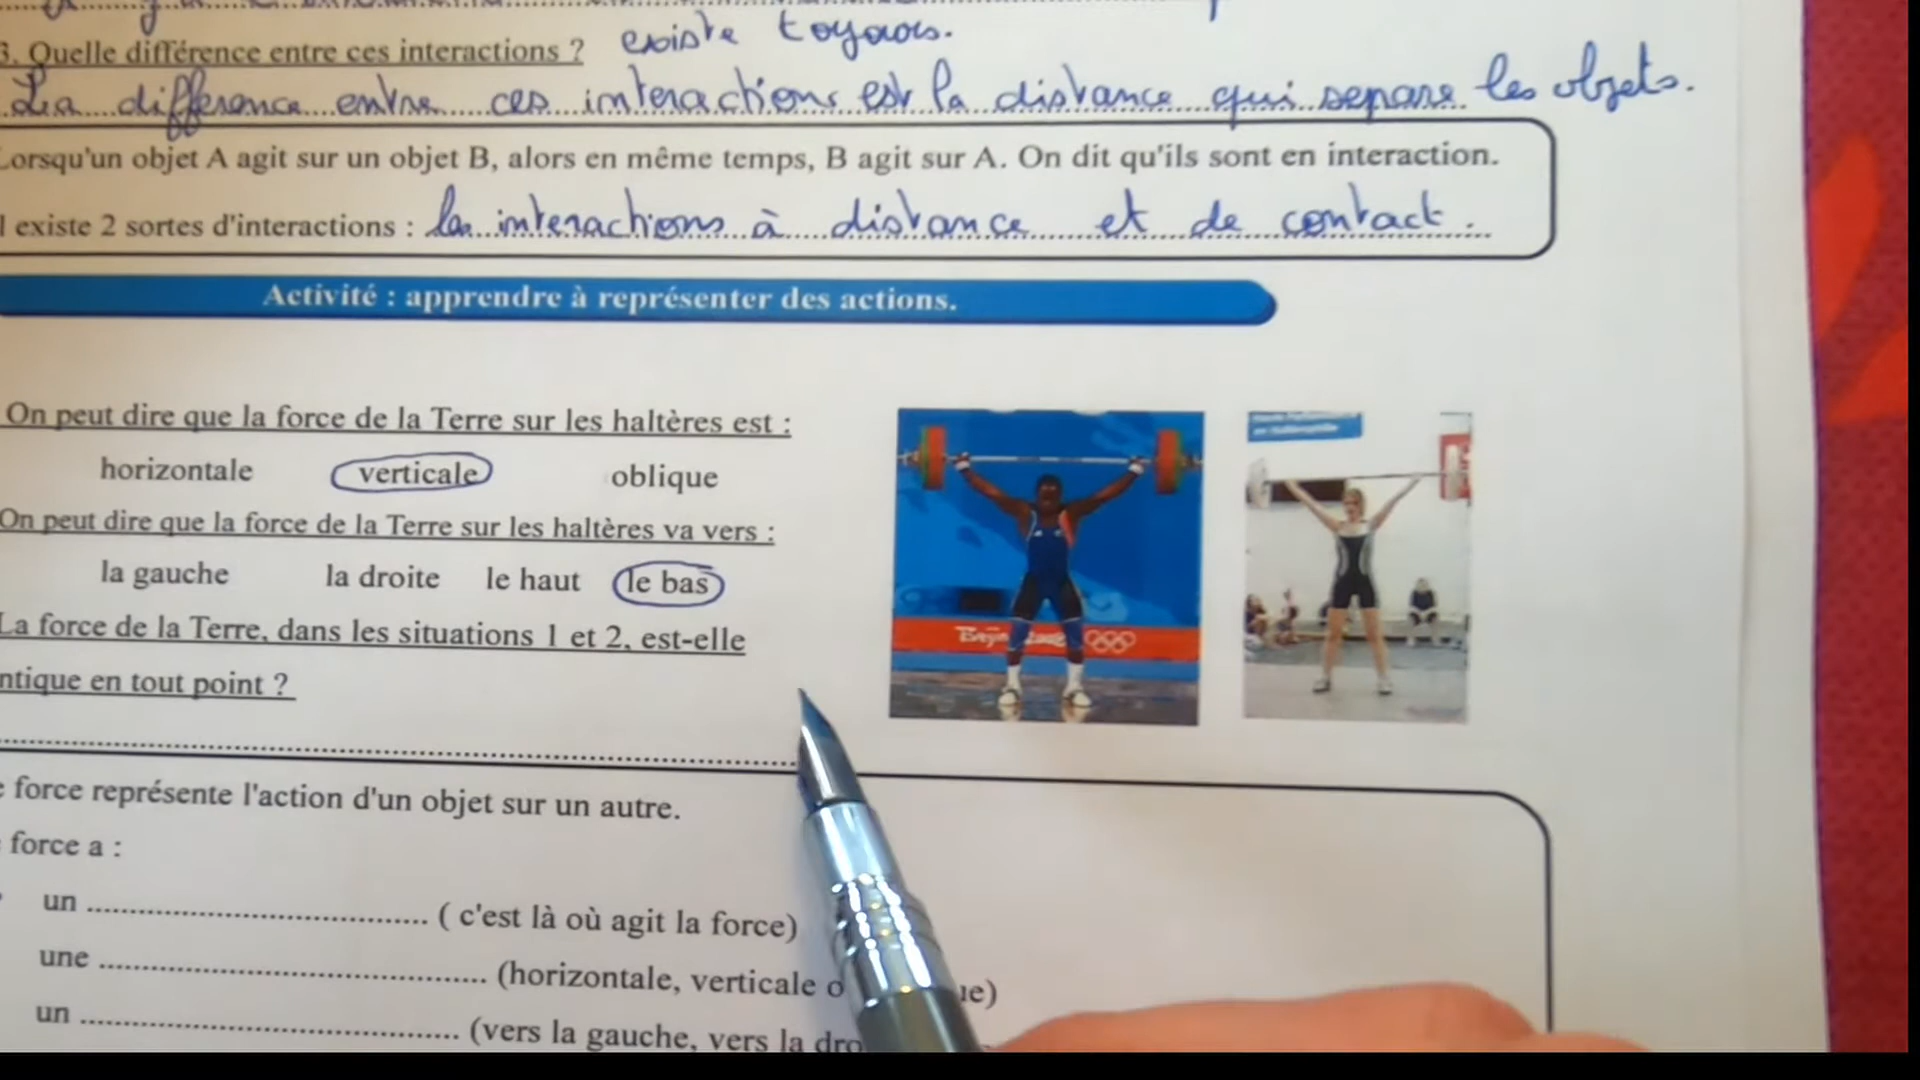 existe toujours.
3. Quelle différence entre ces interactions ?
La difference entre ces interactions est la distance qui separe les objets.
Lorsqu'un objet A agit sur un objet B, alors en même temps, B agit sur A. On dit qu'ils sont en interaction.
l existe 2 sortes d'interactions : les interactions à distance et de contact.
Activité : apprendre à représenter des actions.
On peut dire que la force de la Terre sur les haltères est :
horizontale verticale oblique
On peut dire que la force de la Terre sur les haltères va vers :
la gauche la droite le haut le bas
La force de la Terre, dans les situations 1 et 2, est-elle
ntique en tout point ?
e force représente l'action d'un objet sur un autre.
force a :
un ........................ ( c'est là où agit la force)
une ........................ (horizontale, verticale o ue)
un ........................ (vers la gauche, vers la dro